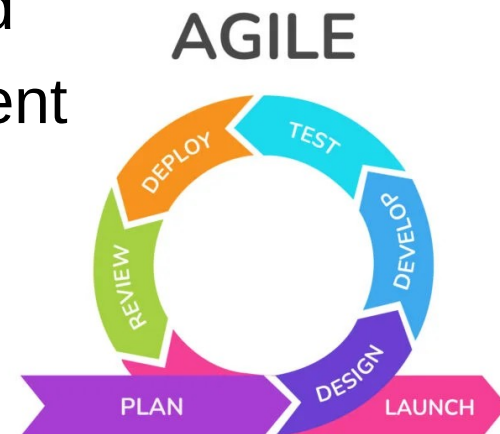 AGILE
TEST
DEPLOY
DEVELOP
REVIEW
DESIGN
PLAN
LAUNCH